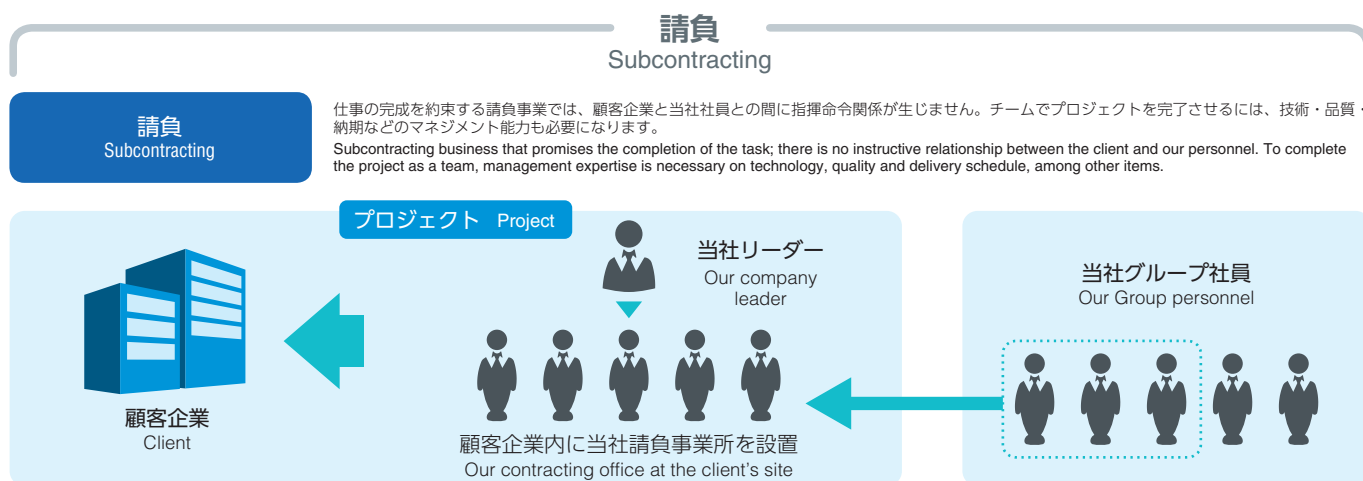 請負
Subcontracting
請負
Subcontracting
仕事の完成を約束する請負事業では、顧客企業と当社社員との間に指揮命令関係が生じません。チームでプロジェクトを完了させるには、技術・品質・
納期などのマネジメント能力も必要になります。
Subcontracting business that promises the completion of the task; there is no instructive relationship between the client and our personnel. To complete
the project as a team, management expertise is necessary on technology, quality and delivery schedule, among other items.
プロジェクト Project
当社リーダー
Our company
leader
顧客企業
Client
顧客企業内に当社請負事業所を設置
Our contracting office at the client's site
当社グループ社員
Our Group personnel